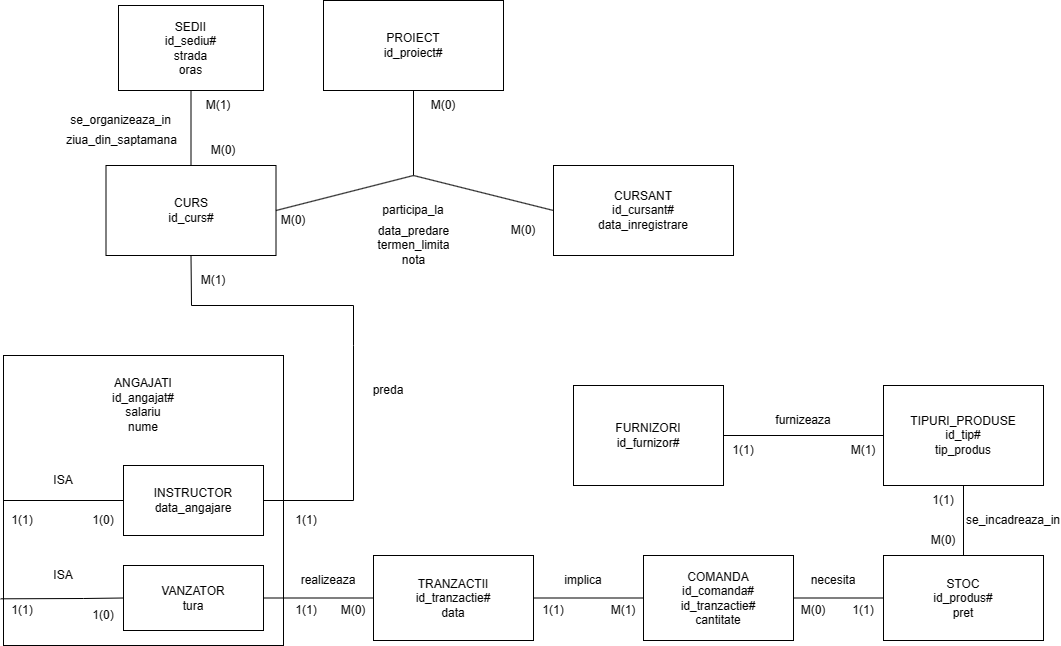 SEDII
id_sediu#
strada
oras
PROIECT
id_proiect#
M(1)
M(0)
se_organizeaza_in
ziua_din_saptamana
M(0)
CURS
id_curs#
M(0)
participa_la
data_predare
termen_limita
nota
M(0)
CURSANT
id_cursant#
data_inregistrare
M(1)
preda
ANGAJATI
id_angajat#
salariu
nume
ISA
1(1)
1(0)
INSTRUCTOR
data_angajare
1(1)
ISA
1(1)
1(0)
VANZATOR
tura
realizeaza
1(1)
M(0)
TRANZACTII
id_tranzactie#
data
implica
1(1)
M(1)
COMANDA
id_comanda#
id_tranzactie#
cantitate
necesita
M(0)
1(1)
STOC
id_produs#
pret
FURNIZORI
id_furnizor#
furnizeaza
1(1)
M(1)
TIPURI_PRODUSE
id_tip#
tip_produs
1(1)
se_incadreaza_in
M(0)